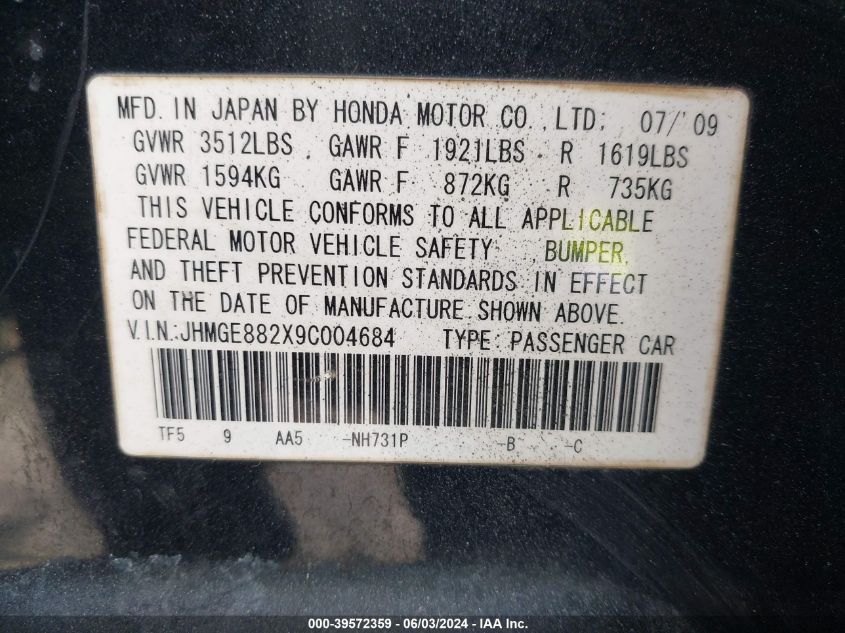 MFD. IN JAPAN BY HONDA MOTOR CO., LTD. 07/'09
GVWR 3512LBS GAWR F 1921LBS R 1619LBS
GVWR 1594KG GAWR F 872KG R 735KG
THIS VEHICLE CONFORMS TO ALL APPLICABLE
FEDERAL MOTOR VEHICLE SAFETY, BUMPER,
AND THEFT PREVENTION STANDARDS IN EFFECT
ON THE DATE OF MANUFACTURE SHOWN ABOVE.
V.I.N.:JHMGE882X9C004684 TYPE: PASSENGER CAR
TF5 9 AA5 -NH731P -B -C
000-39572359 | 06/03/2024 - IAA Inc.